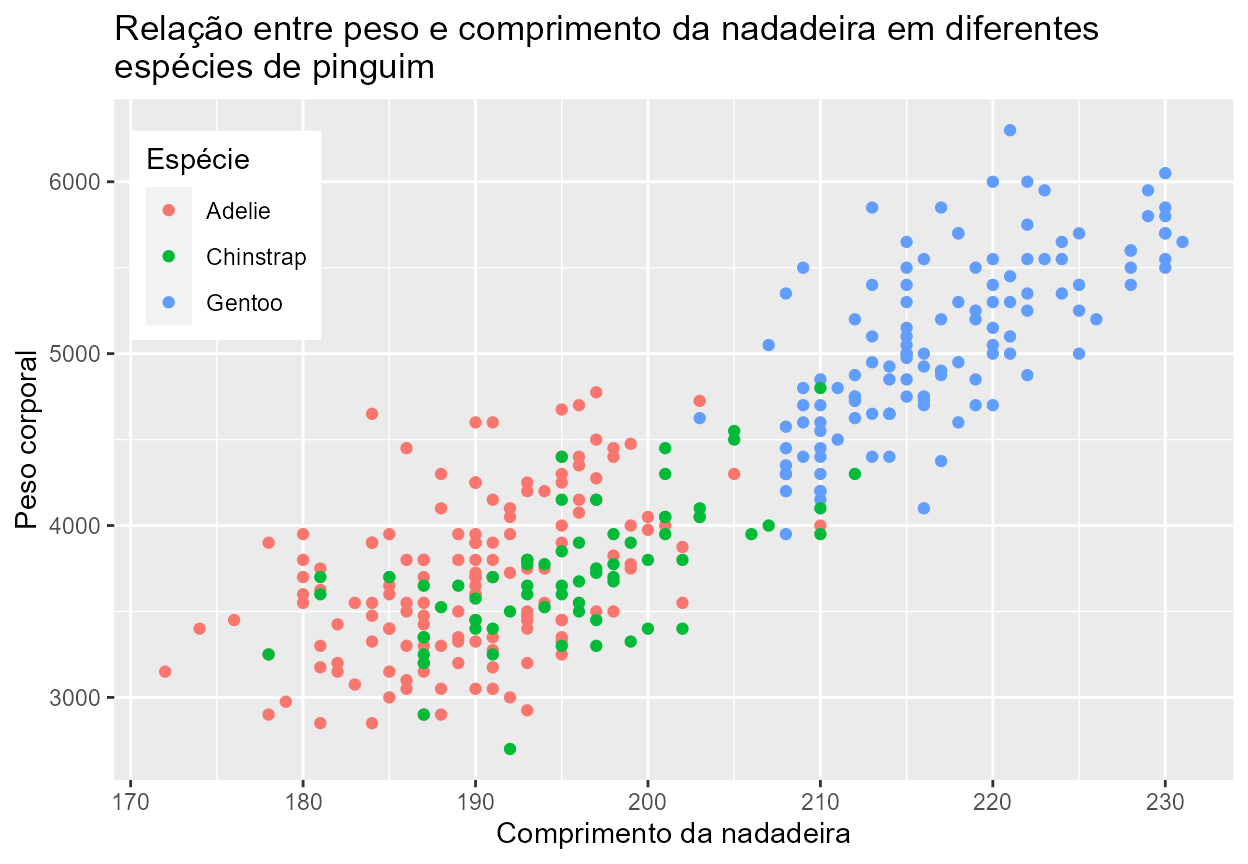 Relação entre peso e comprimento da nadadeira em diferentes
espécies de pinguim
Espécie
Adelie
Chinstrap
Gentoo
Peso corporal
6000
5000
4000
3000
170 180 190 200 210 220 230
Comprimento da nadadeira